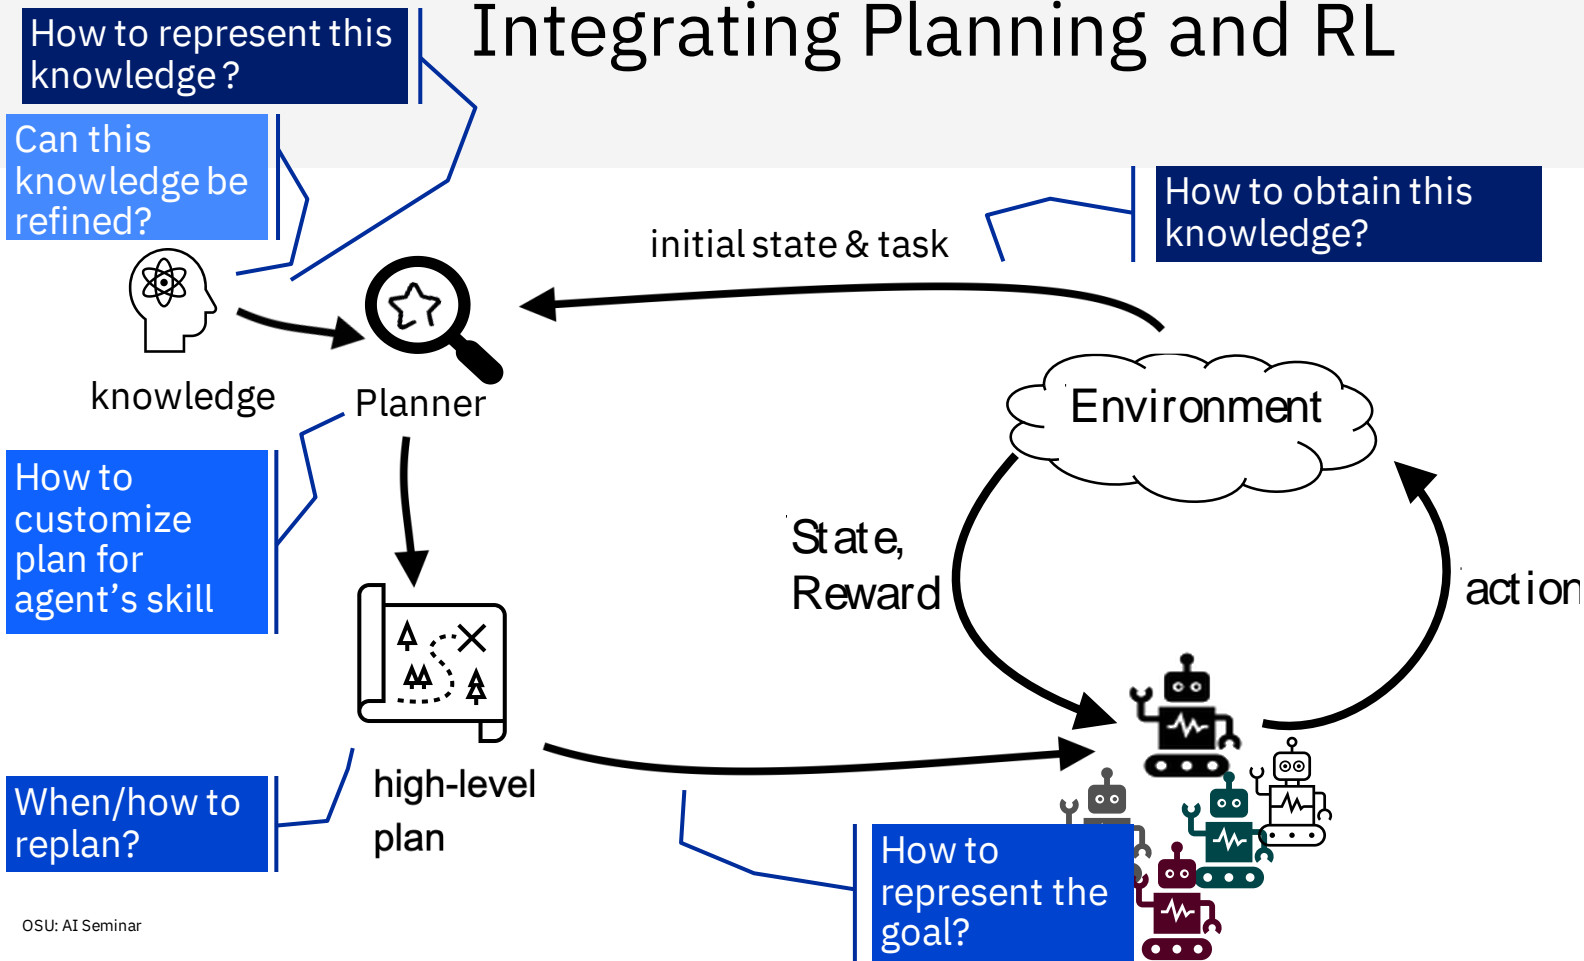 Integrating Planning and RL
How to represent this
knowledge?
Can this
knowledge be
refined?
How to obtain this
knowledge?
initial state & task
knowledge
Planner
Environment
How to
customize
plan for
agent's skill
State,
Reward
action
high-level
plan
When/how to
replan?
How to
represent the
goal?
OSU: AI Seminar